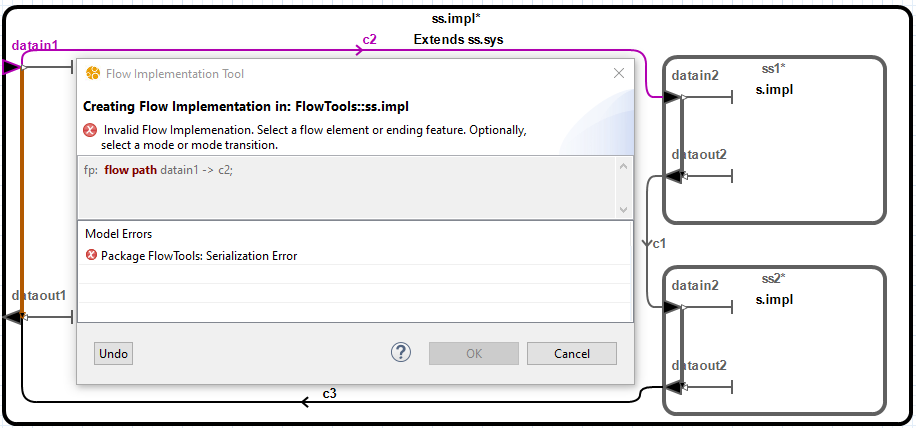 ss.impl*
datain1
c2
Extends ss.sys
Flow Implementation Tool
Creating Flow Implementation in: FlowTools::ss.impl
Invalid Flow Implemenation. Select a flow element or ending feature. Optionally,
select a mode or mode transition.
fp: flow path datain1 -> c2;
Model Errors
Package FlowTools: Serialization Error
Undo
?
OK
Cancel
datain2
ss1*
s.impl
dataout2
c1
dataout1
datain2
ss2*
s.impl
dataout2
c3